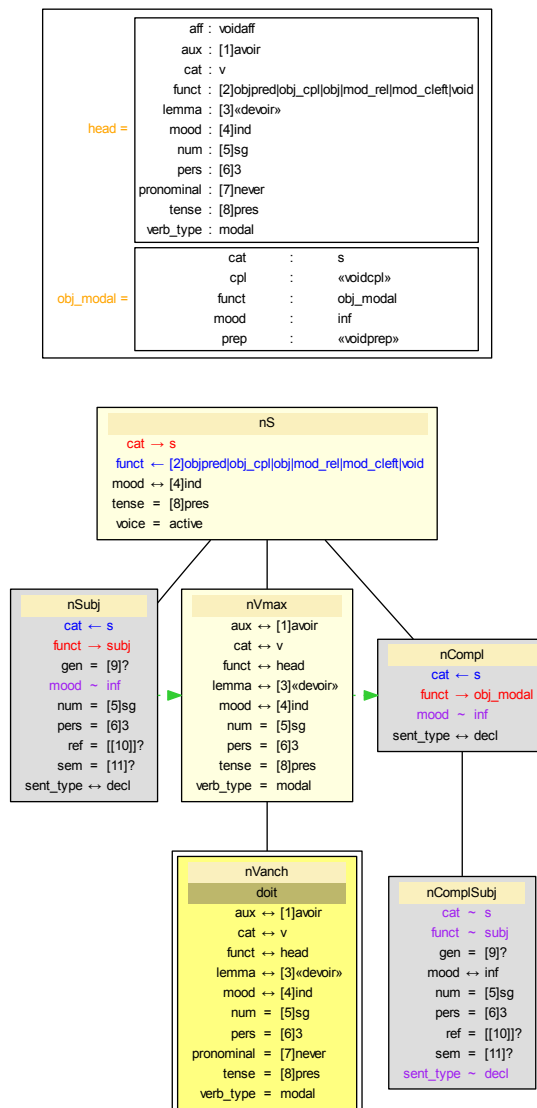 head =
aff : voidaff
aux : [1]avoir
cat : v
funct : [2]objpred|obj_cpl|obj|mod_rel|mod_cleft|void
lemma : [3]«devoir»
mood : [4]ind
num : [5]sg
pers : [6]3
pronominal : [7]never
tense : [8]pres
verb_type : modal
obj_modal =
cat : s
cpl : «voidcpl»
funct : obj_modal
mood : inf
prep : «voidprep»
nS
cat → s
funct ← [2]objpred|obj_cpl|obj|mod_rel|mod_cleft|void
mood ↔ [4]ind
tense = [8]pres
voice = active
nSubj
cat ← s
funct → subj
gen = [9]?
mood ~ inf
num = [5]sg
pers = [6]3
ref = [[10]]?
sem = [11]?
sent_type ↔ decl
nVmax
aux ↔ [1]avoir
cat ↔ v
funct ↔ head
lemma ↔ [3]«devoir»
mood ↔ [4]ind
num = [5]sg
pers = [6]3
tense = [8]pres
verb_type = modal
nCompl
cat ← s
funct → obj_modal
mood ~ inf
sent_type ↔ decl
nVanch
doit
aux ↔ [1]avoir
cat ↔ v
funct ↔ head
lemma ↔ [3]«devoir»
mood ↔ [4]ind
num = [5]sg
pers = [6]3
pronominal = [7]never
tense = [8]pres
verb_type = modal
nComplSubj
cat ~ s
funct ~ subj
gen = [9]?
mood ↔ inf
num = [5]sg
pers = [6]3
ref = [[10]]?
sem = [11]?
sent_type ~ decl